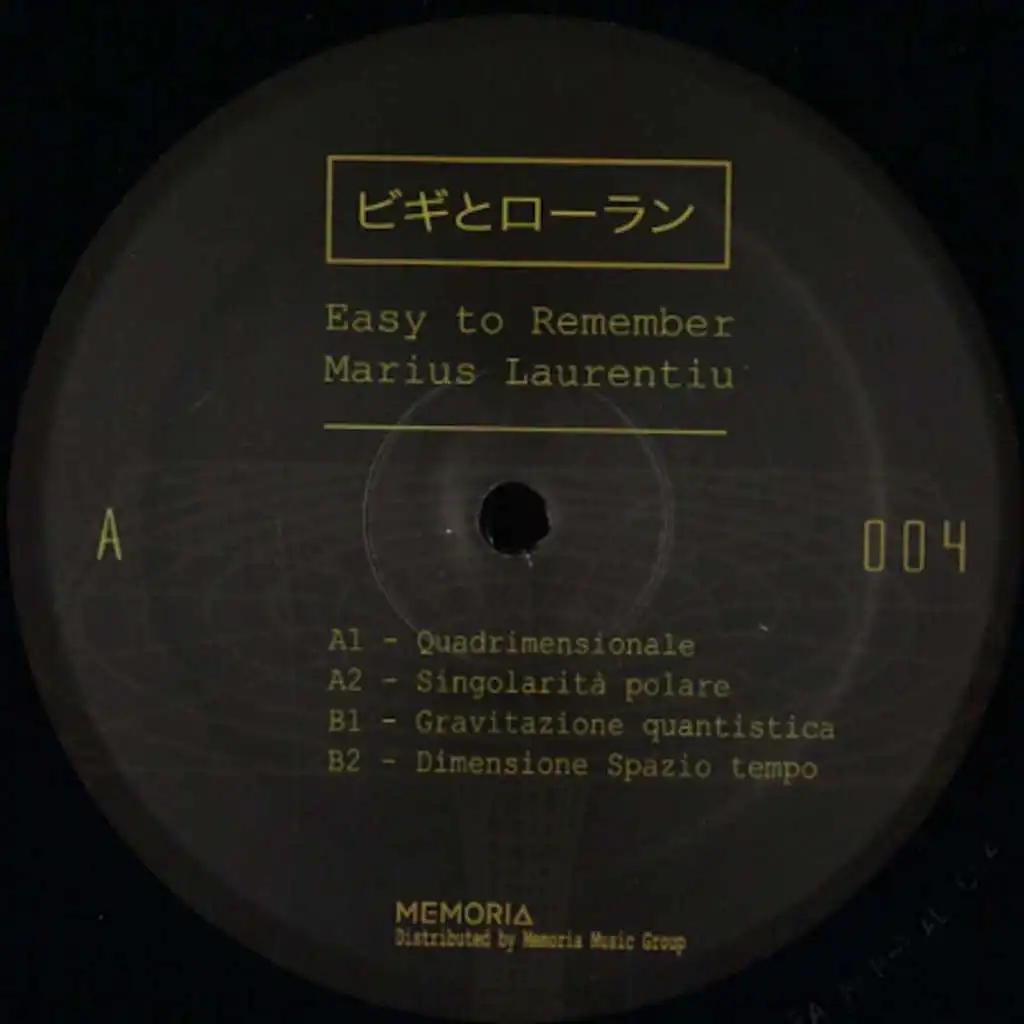 ビギとローラン
Easy to Remember
Marius Laurentiu
A
004
A1 - Quadrimensionale
A2 - Singolarità polare
B1 - Gravitazione quantistica
B2 - Dimensione Spazio tempo
MEMORIA
Distributed by Memoria Music Group